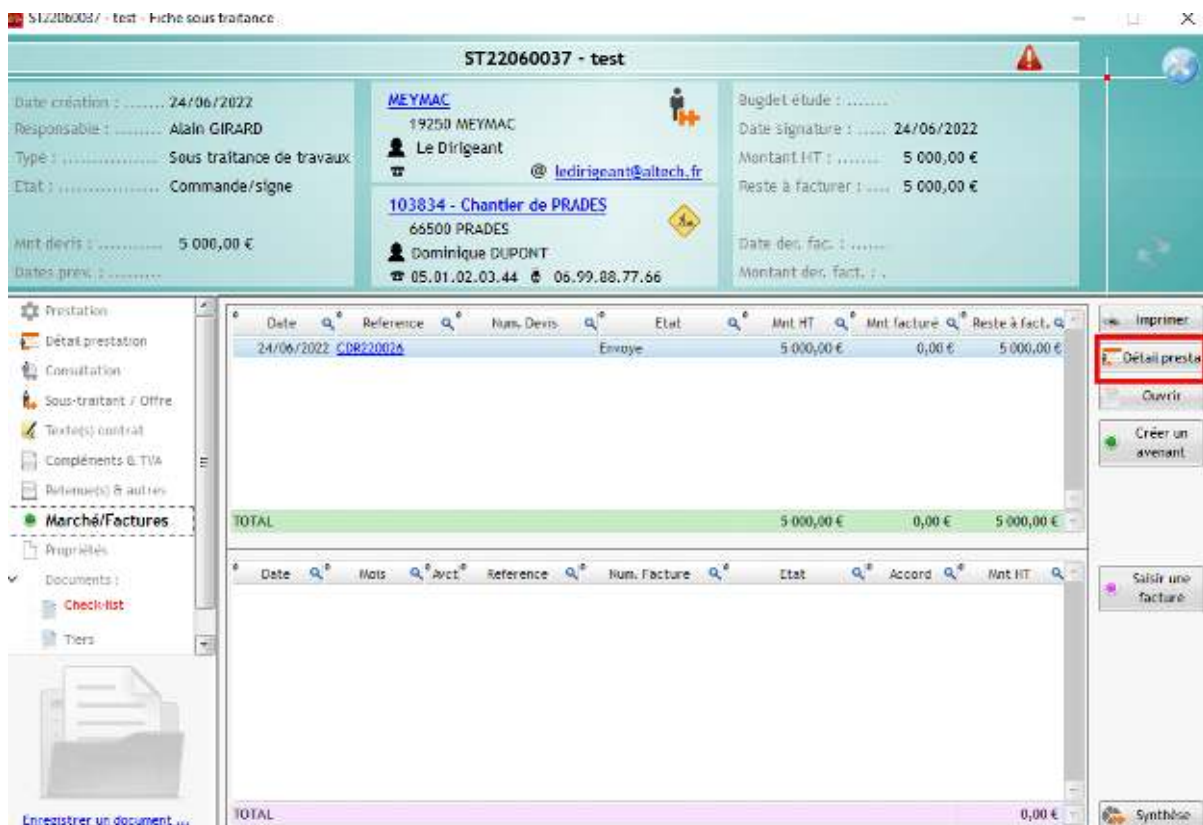 ST22060037 - test - Fiche sous traitance
ST22060037 - test
Date création : ........ 24/06/2022
Responsable : ......... Alain GIRARD
Type : ................ Sous traitance de travaux
Etat : ................. Commande/signe
Mnt devis : ........... 5 000,00 €
Dates prev. : .........
MEYMAC
19250 MEYMAC
Le Dirigeant
@ ledirigeant@altech.fr
103834 - Chantier de PRADES
66500 PRADES
Dominique DUPONT
05.01.02.03.44 06.99.88.77.66
Bugdet étude : .......
Date signature : ..... 24/06/2022
Montant HT : ....... 5 000,00 €
Reste à facturer : .... 5 000,00 €
Date der. fac. : ......
Montant der. fact. : .
Prestation
Détail prestation
Consultation
Sous-traitant / Offre
Texte(s) contrat
Compléments & TVA
Retenue(s) & autres
Marché/Factures
Propriétés
Documents :
Check-list
Tiers
Enregistrer un document ...
Date Reference Num. Devis Etat Mnt HT Mnt facturé Reste à fact.
24/06/2022 CDR220026 Envoye 5 000,00 € 0,00 € 5 000,00 €
TOTAL 5 000,00 € 0,00 € 5 000,00 €
Date Mois Avct Reference Num. Facture Etat Accord Mnt HT
TOTAL 0,00 €
Imprimer
Détail presta
Ouvrir
Créer un
avenant
Saisir une
facture
Synthèse